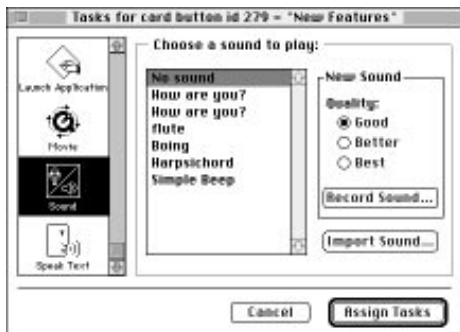 Tasks for card button id 279 = "New Features"
Launch Application
Movie
Sound
Speak Text
Choose a sound to play:
No sound
How are you?
How are you?
flute
Boing
Harpsichord
Simple Beep
New Sound
Quality:
Good
Better
Best
Record Sound...
Import Sound...
Cancel
Assign Tasks